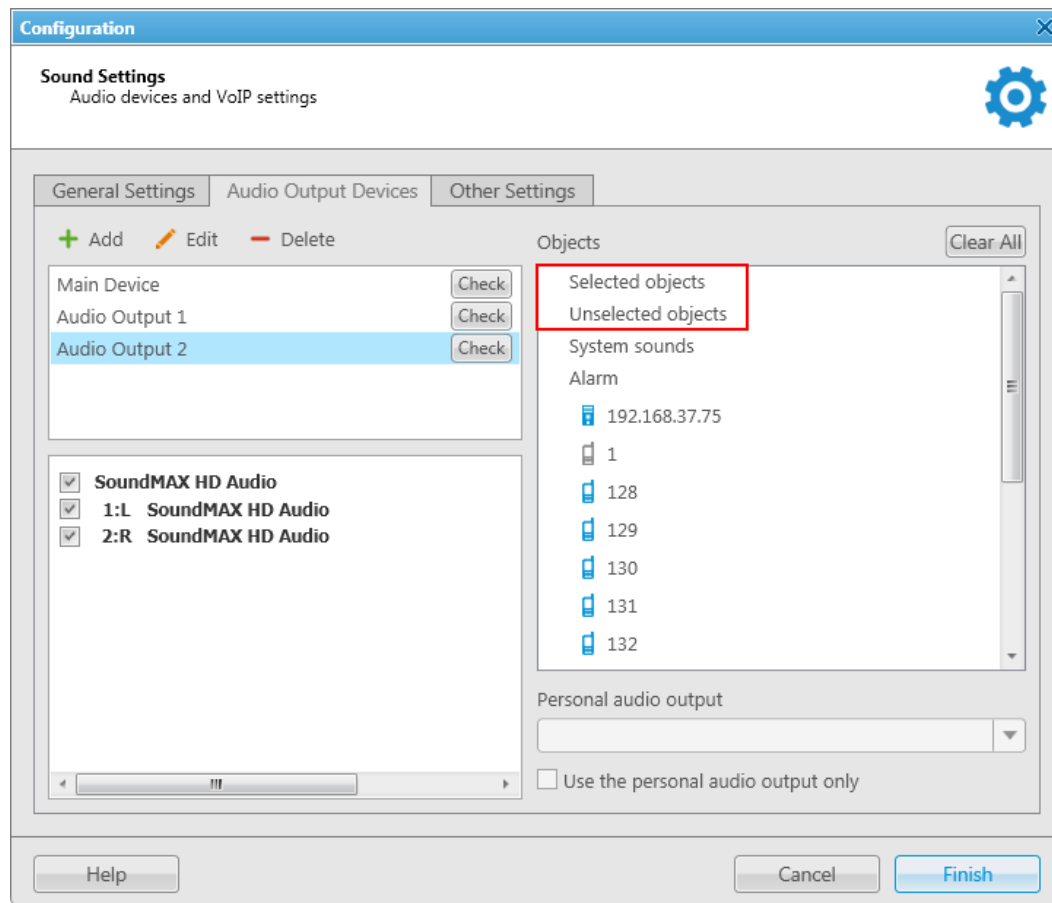 Configuration
Sound Settings
Audio devices and VoIP settings
General Settings
Audio Output Devices
Other Settings
Add
Edit
Delete
Main Device
Check
Audio Output 1
Check
Audio Output 2
Check
SoundMAX HD Audio
1:L SoundMAX HD Audio
2:R SoundMAX HD Audio
Objects
Clear All
Selected objects
Unselected objects
System sounds
Alarm
192.168.37.75
1
128
129
130
131
132
Personal audio output
Use the personal audio output only
Help
Cancel
Finish